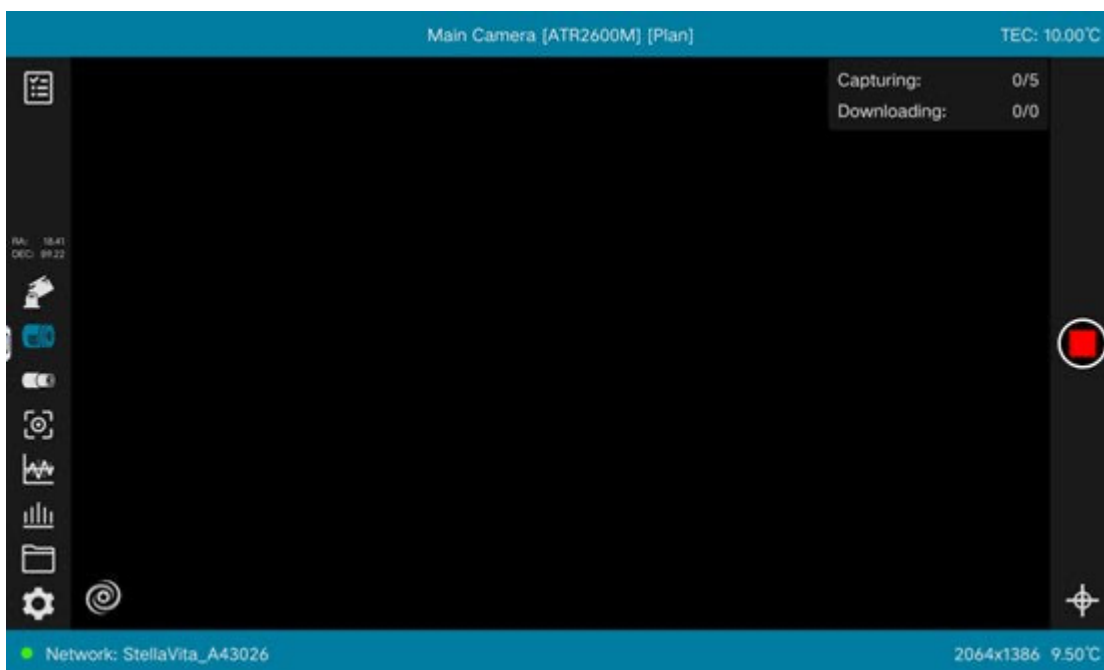 Main Camera [ATR2600M] [Plan]
TEC: 10.00℃
Capturing: 0/5
Downloading: 0/0
RA: 18.41
DEC: 89.22
Network: StellaVita_A43026
2064x1386 9.50℃